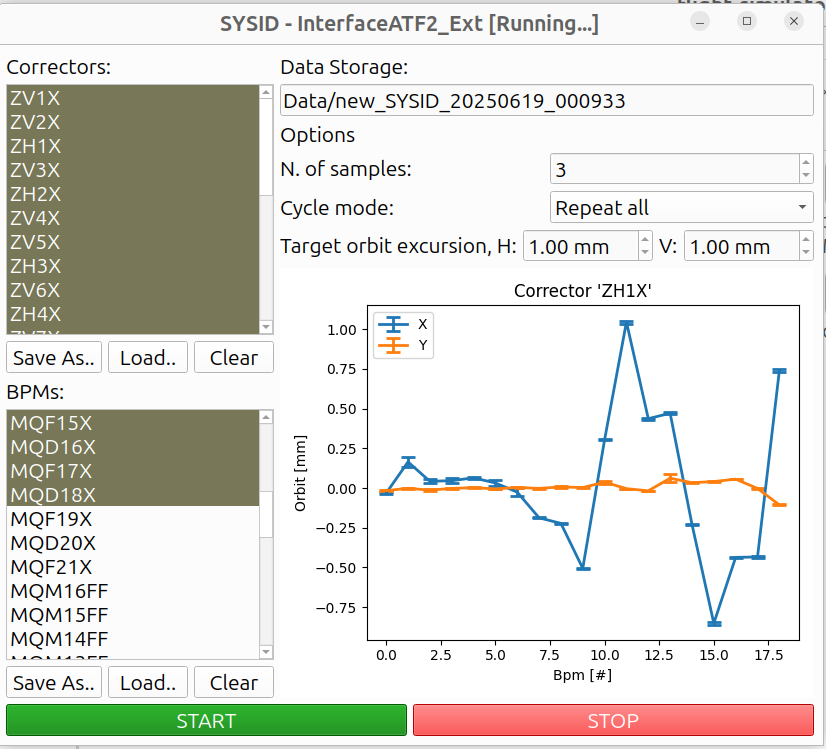 SYSID - InterfaceATF2_Ext [Running...]
Correctors:
ZV1X
ZV2X
ZH1X
ZV3X
ZH2X
ZV4X
ZV5X
ZH3X
ZV6X
ZH4X
Save As..
Load..
Clear
BPMs:
MQF15X
MQD16X
MQF17X
MQD18X
MQF19X
MQD20X
MQF21X
MQM16FF
MQM15FF
MQM14FF
Save As..
Load..
Clear
Data Storage:
Data/new_SYSID_20250619_000933
Options
N. of samples:
3
Cycle mode:
Repeat all
Target orbit excursion, H: 1.00 mm V: 1.00 mm
Corrector 'ZH1X'
X
Y
Orbit [mm]
1.00
0.75
0.50
0.25
0.00
−0.25
−0.50
−0.75
0.0 2.5 5.0 7.5 10.0 12.5 15.0 17.5
Bpm [#]
START
STOP